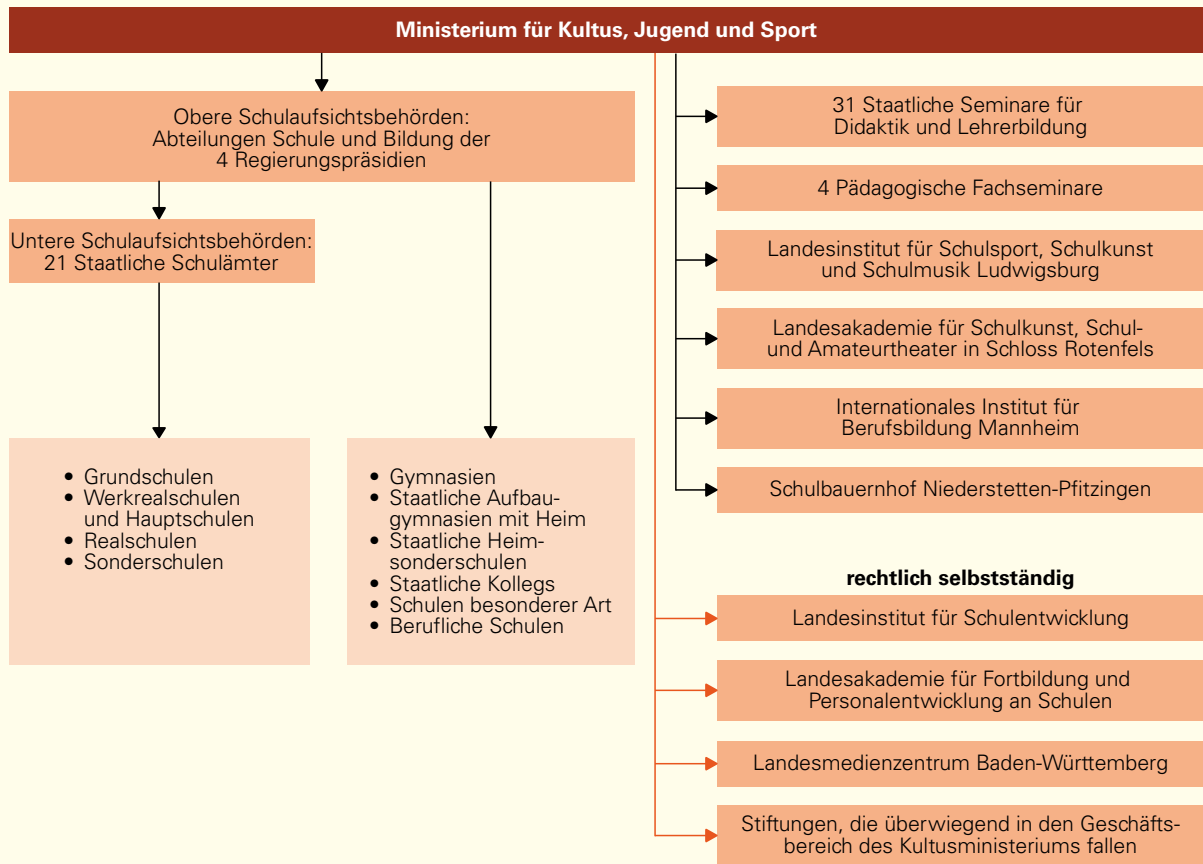 Ministerium für Kultus, Jugend und Sport
Obere Schulaufsichtsbehörden:
Abteilungen Schule und Bildung der
4 Regierungspräsidien
Untere Schulaufsichtsbehörden:
21 Staatliche Schulämter
• Grundschulen
• Werkrealschulen
und Hauptschulen
• Realschulen
• Sonderschulen
• Gymnasien
• Staatliche Aufbau-
gymnasien mit Heim
• Staatliche Heim-
sonderschulen
• Staatliche Kollegs
• Schulen besonderer Art
• Berufliche Schulen
31 Staatliche Seminare für
Didaktik und Lehrerbildung
4 Pädagogische Fachseminare
Landesinstitut für Schulsport, Schulkunst
und Schulmusik Ludwigsburg
Landesakademie für Schulkunst, Schul-
und Amateurtheater in Schloss Rotenfels
Internationales Institut für
Berufsbildung Mannheim
Schulbauernhof Niederstetten-Pfitzingen
rechtlich selbstständig
Landesinstitut für Schulentwicklung
Landesakademie für Fortbildung und
Personalentwicklung an Schulen
Landesmedienzentrum Baden-Württemberg
Stiftungen, die überwiegend in den Geschäfts-
bereich des Kultusministeriums fallen